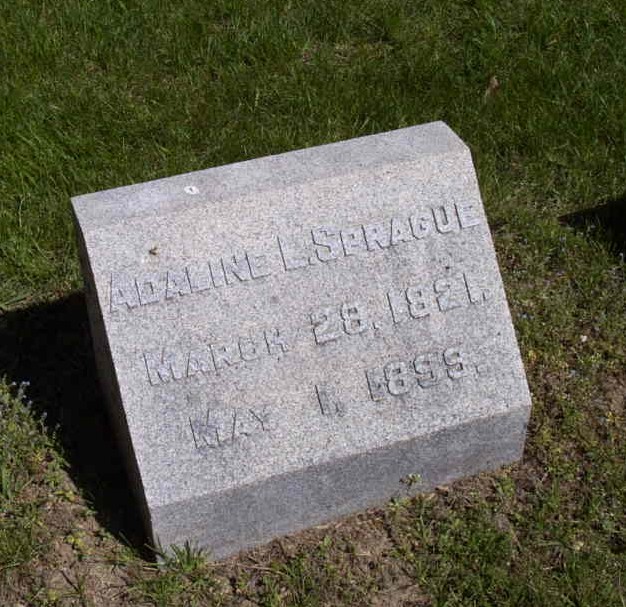 ADALINE L. SPRAGUE
MARCH 28, 1821.
MAY 1, 1899.